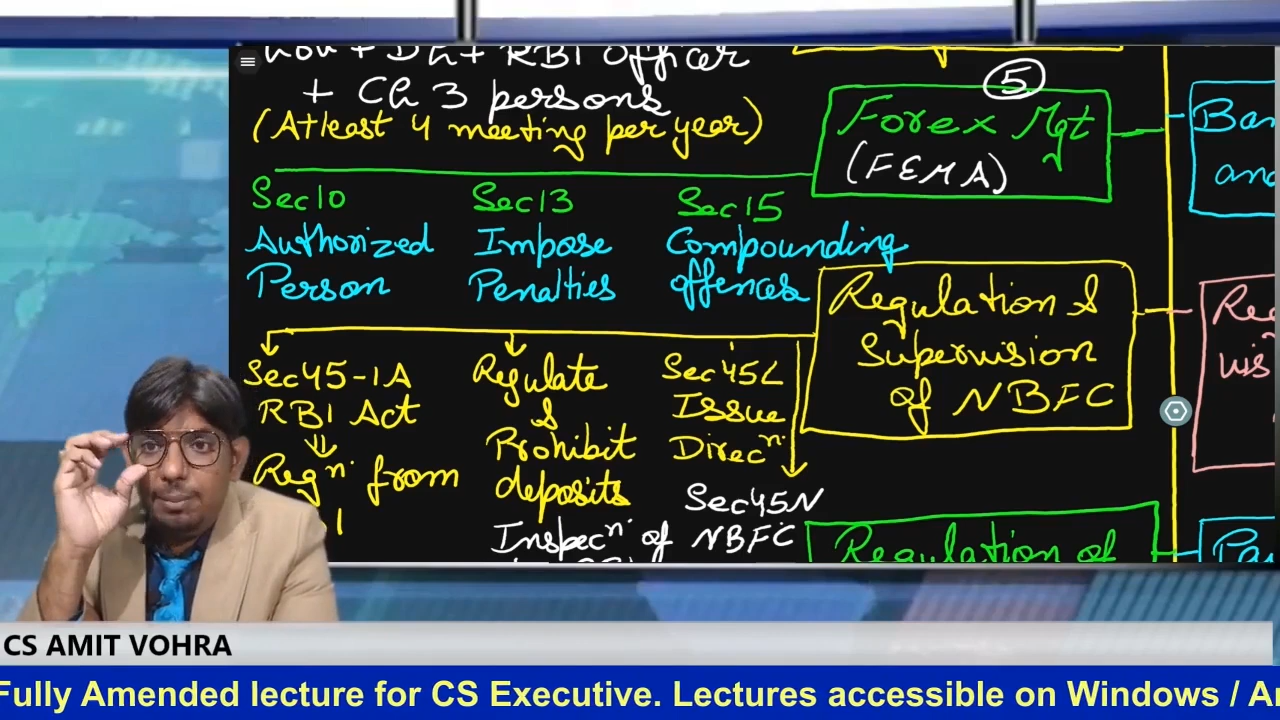 + RBI Officer
+ Ch 3 persons
(Atleast 4 meeting per year)
5
Forex Mgt
(FEMA)
Sec10
Authorized
Person
Sec13
Impose
Penalties
Sec15
Compounding
offences
Regulation &
Supervision
of NBFC
Sec45-1A
RBI Act
Regn. from
Regulate
&
Prohibit
deposits
Sec45L
Issue
Direcn.
Sec45N
Inspecn. of NBFC
Regulation of
CS AMIT VOHRA
Fully Amended lecture for CS Executive. Lectures accessible on Windows /